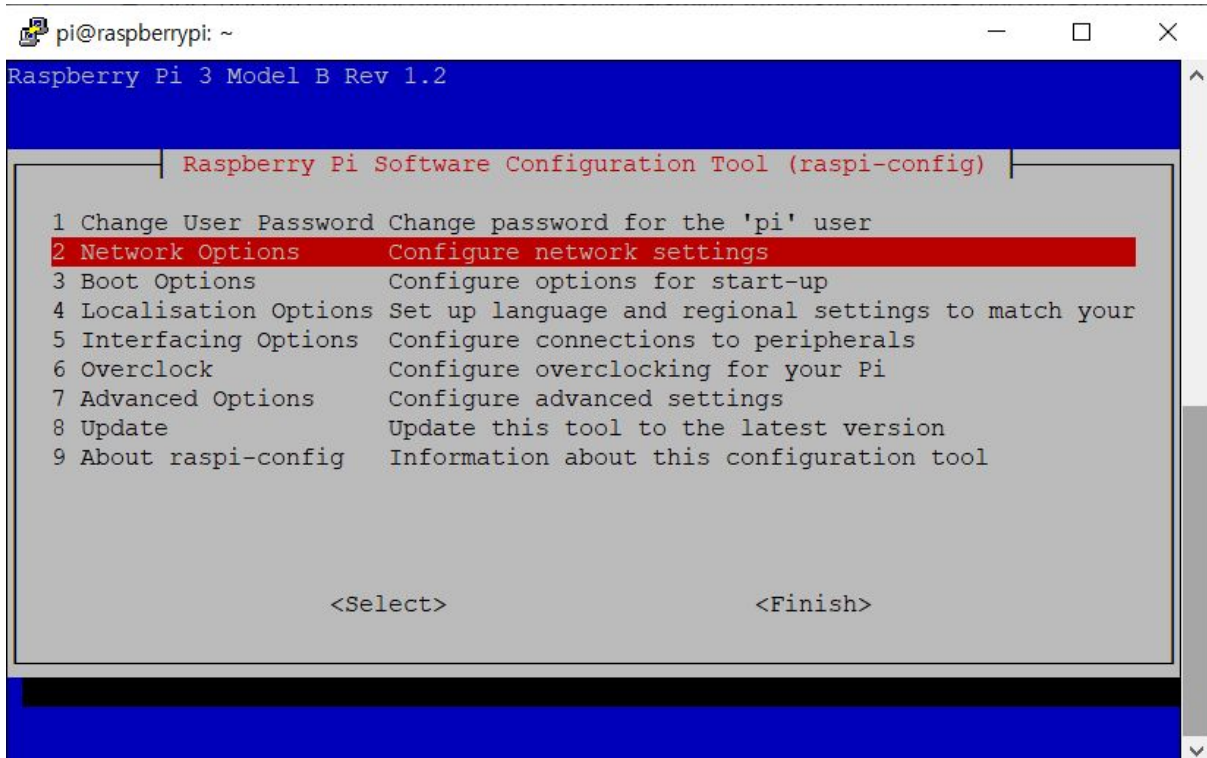 pi@raspberrypi: ~
Raspberry Pi 3 Model B Rev 1.2
Raspberry Pi Software Configuration Tool (raspi-config)
1 Change User Password Change password for the 'pi' user
2 Network Options Configure network settings
3 Boot Options Configure options for start-up
4 Localisation Options Set up language and regional settings to match your
5 Interfacing Options Configure connections to peripherals
6 Overclock Configure overclocking for your Pi
7 Advanced Options Configure advanced settings
8 Update Update this tool to the latest version
9 About raspi-config Information about this configuration tool
<Select> <Finish>